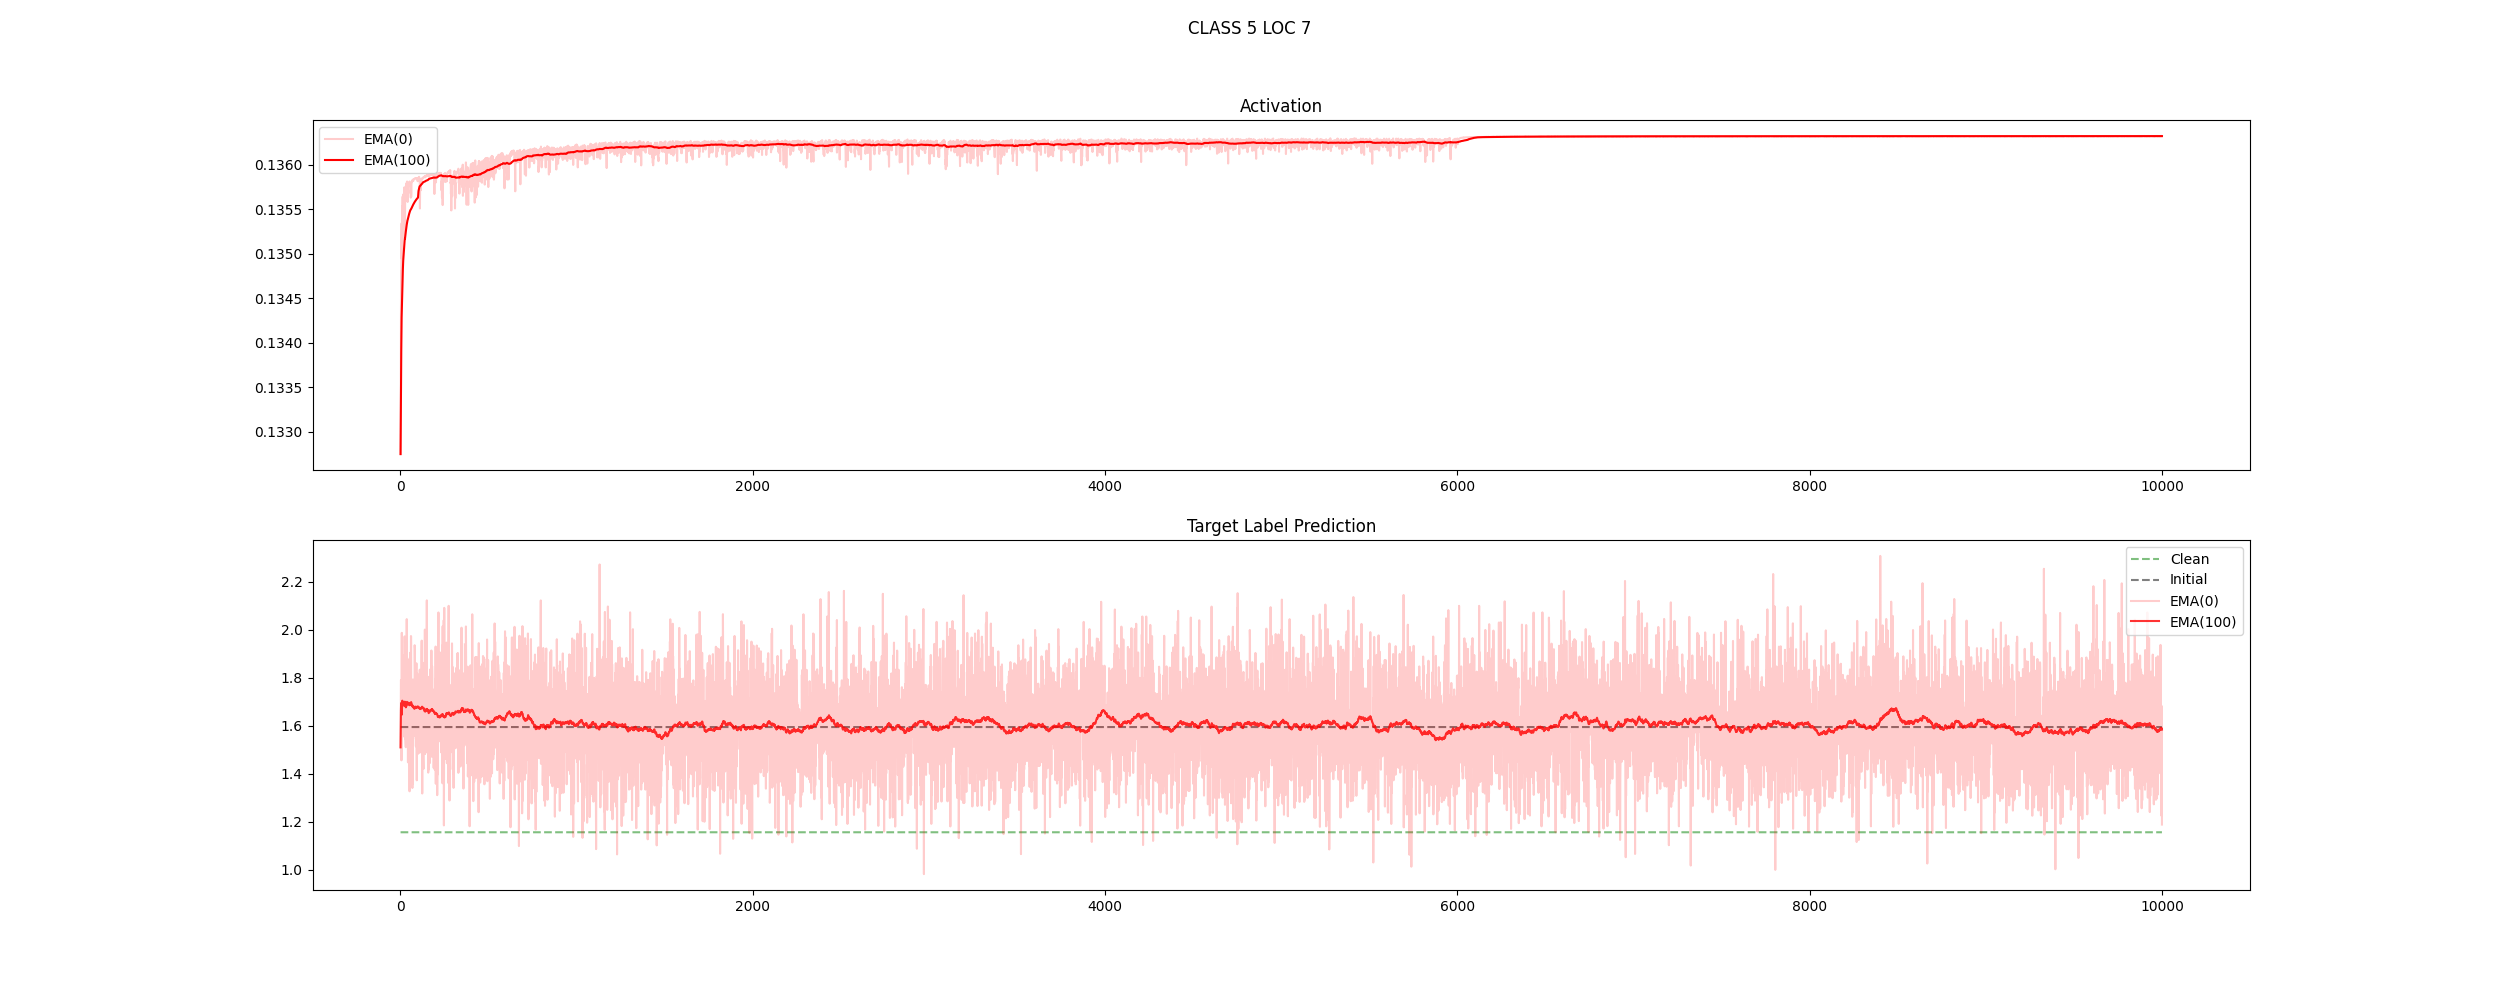 CLASS 5 LOC 7
Activation
EMA(0)
EMA(100)
0.1360
0.1355
0.1350
0.1345
0.1340
0.1335
0.1330
0 2000 4000 6000 8000 10000
Target Label Prediction
Clean
Initial
EMA(0)
EMA(100)
2.2
2.0
1.8
1.6
1.4
1.2
1.0
0 2000 4000 6000 8000 10000